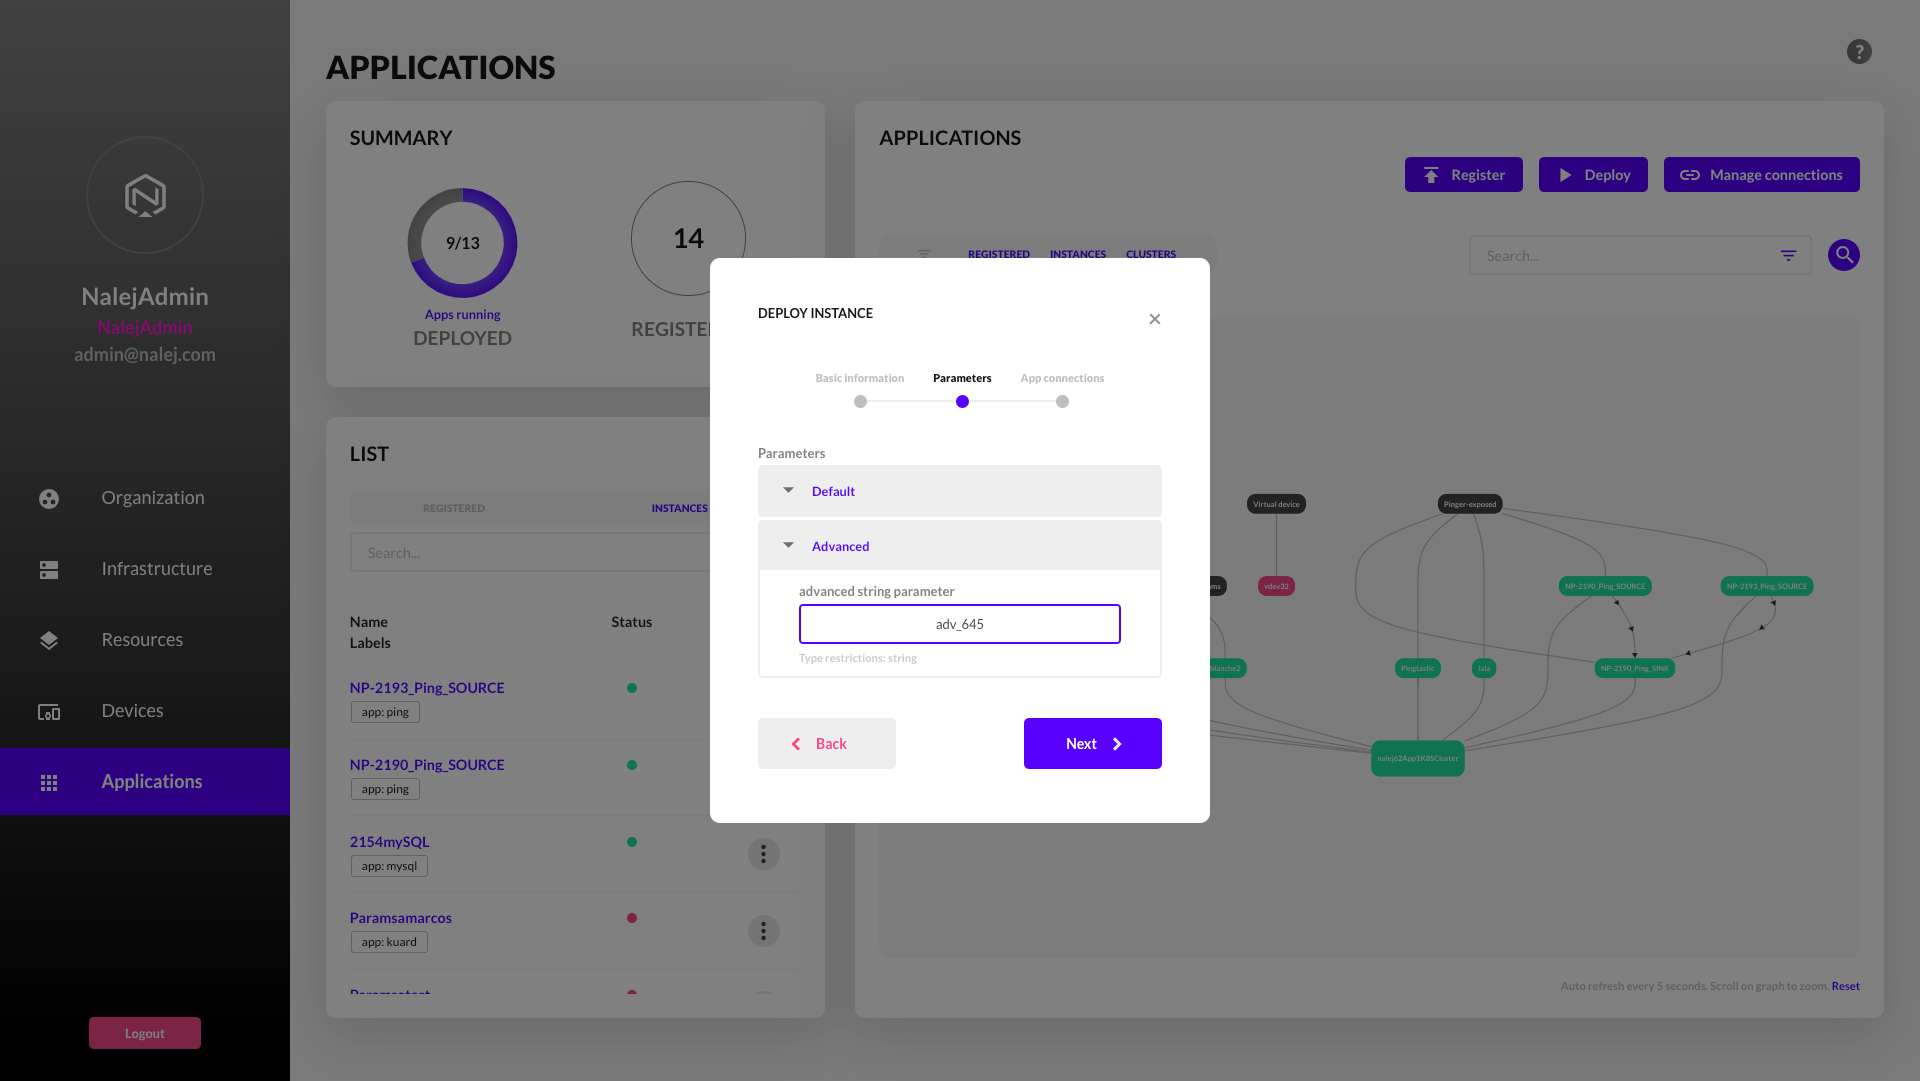 NalejAdmin
NalejAdmin
admin@nalej.com
Organization
Infrastructure
Resources
Devices
Applications
Logout
APPLICATIONS
?
SUMMARY
9/13
Apps running
DEPLOYED
14
LIST
REGISTERED
INSTANCES
Search...
Name
Labels
Status
NP-2193_Ping_SOURCE
app: ping
NP-2190_Ping_SOURCE
app: ping
2154mySQL
app: mysql
Paramsamarcos
app: kuard
APPLICATIONS
Register
Deploy
Manage connections
REGISTERED
INSTANCES
CLUSTERS
Search...
DEPLOY INSTANCE
Basic information
Parameters
App connections
Parameters
Default
Advanced
advanced string parameter
adv_645
Type restrictions: string
Back
Next
Virtual device
Pinger-exposed
vdev32
NP-2190_Ping_SOURCE
NP-2193_Ping_SOURCE
Pingtastic
lala
NP-2190_Ping_SINK
nalej62App1K8SCluster
Auto refresh every 5 seconds. Scroll on graph to zoom. Reset